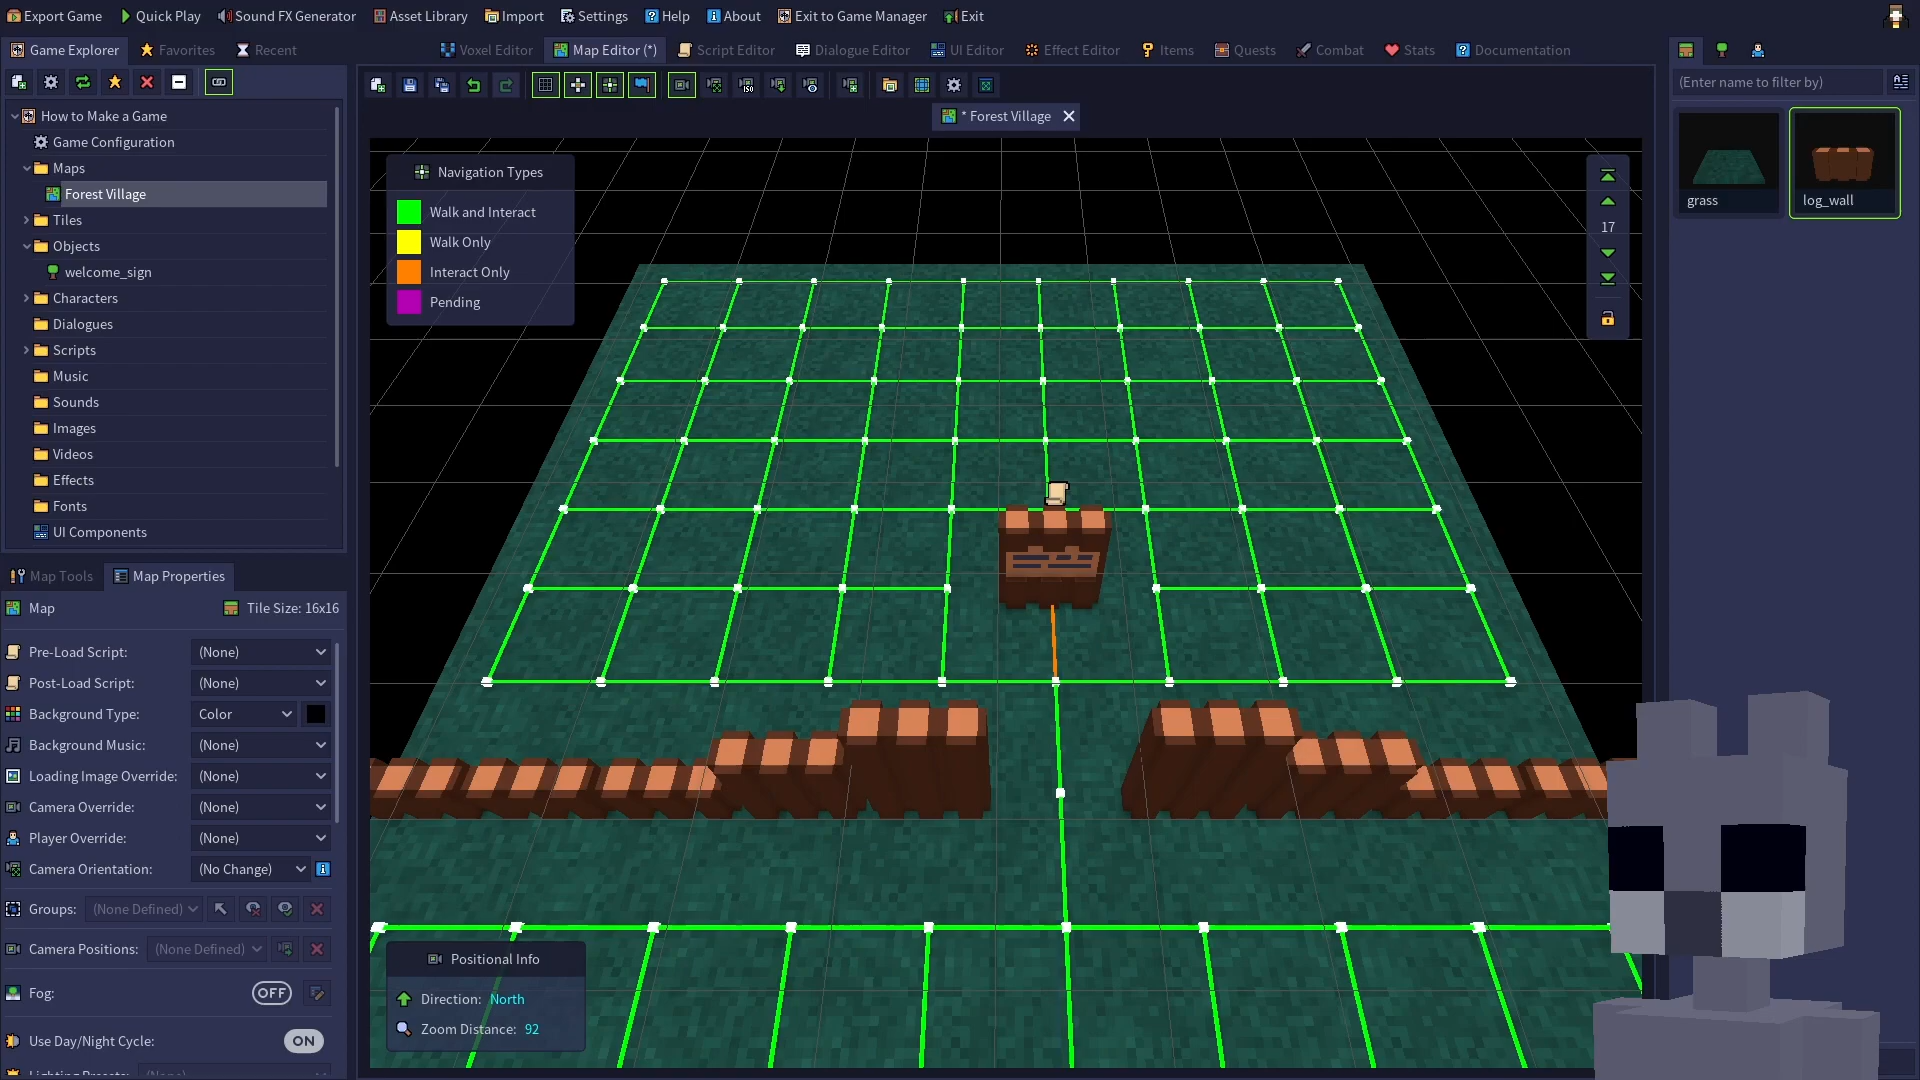 Export Game Quick Play Sound FX Generator Asset Library Import Settings Help About Exit to Game Manager Exit
Game Explorer Favorites Recent Voxel Editor Map Editor (*) Script Editor Dialogue Editor UI Editor Effect Editor Items Quests Combat Stats Documentation
ISO
(Enter name to filter by)
* Forest Village
How to Make a Game
Game Configuration
Maps
Forest Village
Tiles
Objects
welcome_sign
Characters
Dialogues
Scripts
Music
Sounds
Images
Videos
Effects
Fonts
UI Components
Navigation Types
Walk and Interact
Walk Only
Interact Only
Pending
17
grass log_wall
Map Tools Map Properties
Map Tile Size: 16x16
Pre-Load Script: (None)
Post-Load Script: (None)
Background Type: Color
Background Music: (None)
Loading Image Override: (None)
Camera Override: (None)
Player Override: (None)
Camera Orientation: (No Change)
Groups: (None Defined)
Camera Positions: (None Defined)
Fog: OFF
Use Day/Night Cycle: ON
Positional Info
Direction: North
Zoom Distance: 92